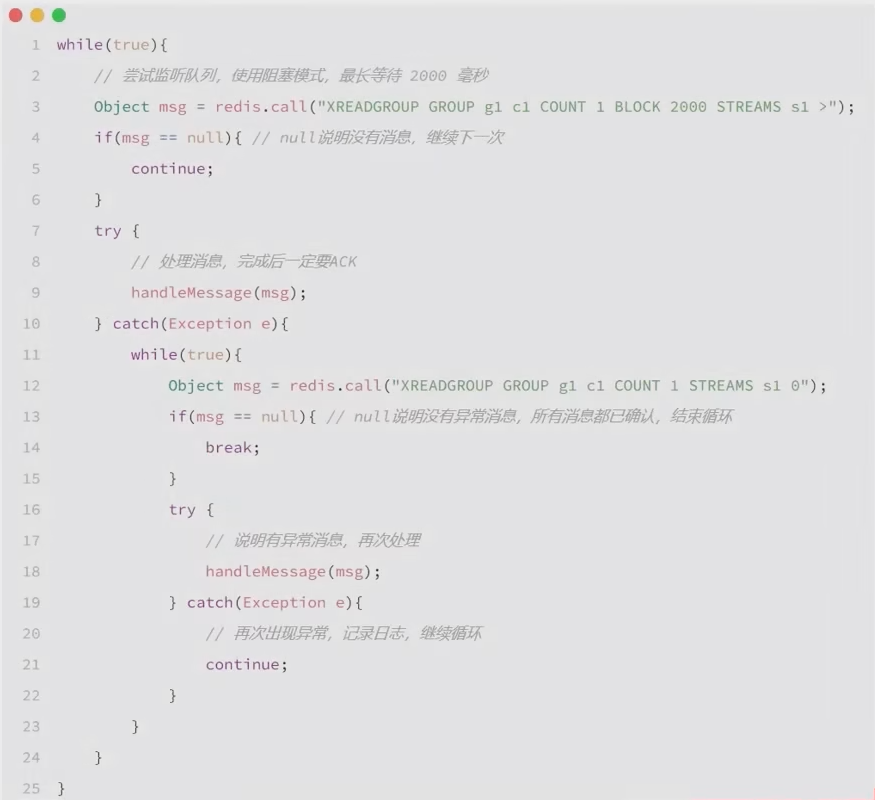 1 while(true){
2 // 尝试监听队列，使用阻塞模式，最长等待 2000 毫秒
3 Object msg = redis.call("XREADGROUP GROUP g1 c1 COUNT 1 BLOCK 2000 STREAMS s1 >");
4 if(msg == null){ // null说明没有消息，继续下一次
5 continue;
6 }
7 try {
8 // 处理消息，完成后一定要ACK
9 handleMessage(msg);
10 } catch(Exception e){
11 while(true){
12 Object msg = redis.call("XREADGROUP GROUP g1 c1 COUNT 1 STREAMS s1 0");
13 if(msg == null){ // null说明没有异常消息，所有消息都已确认，结束循环
14 break;
15 }
16 try {
17 // 说明有异常消息，再次处理
18 handleMessage(msg);
19 } catch(Exception e){
20 // 再次出现异常，记录日志，继续循环
21 continue;
22 }
23 }
24 }
25 }